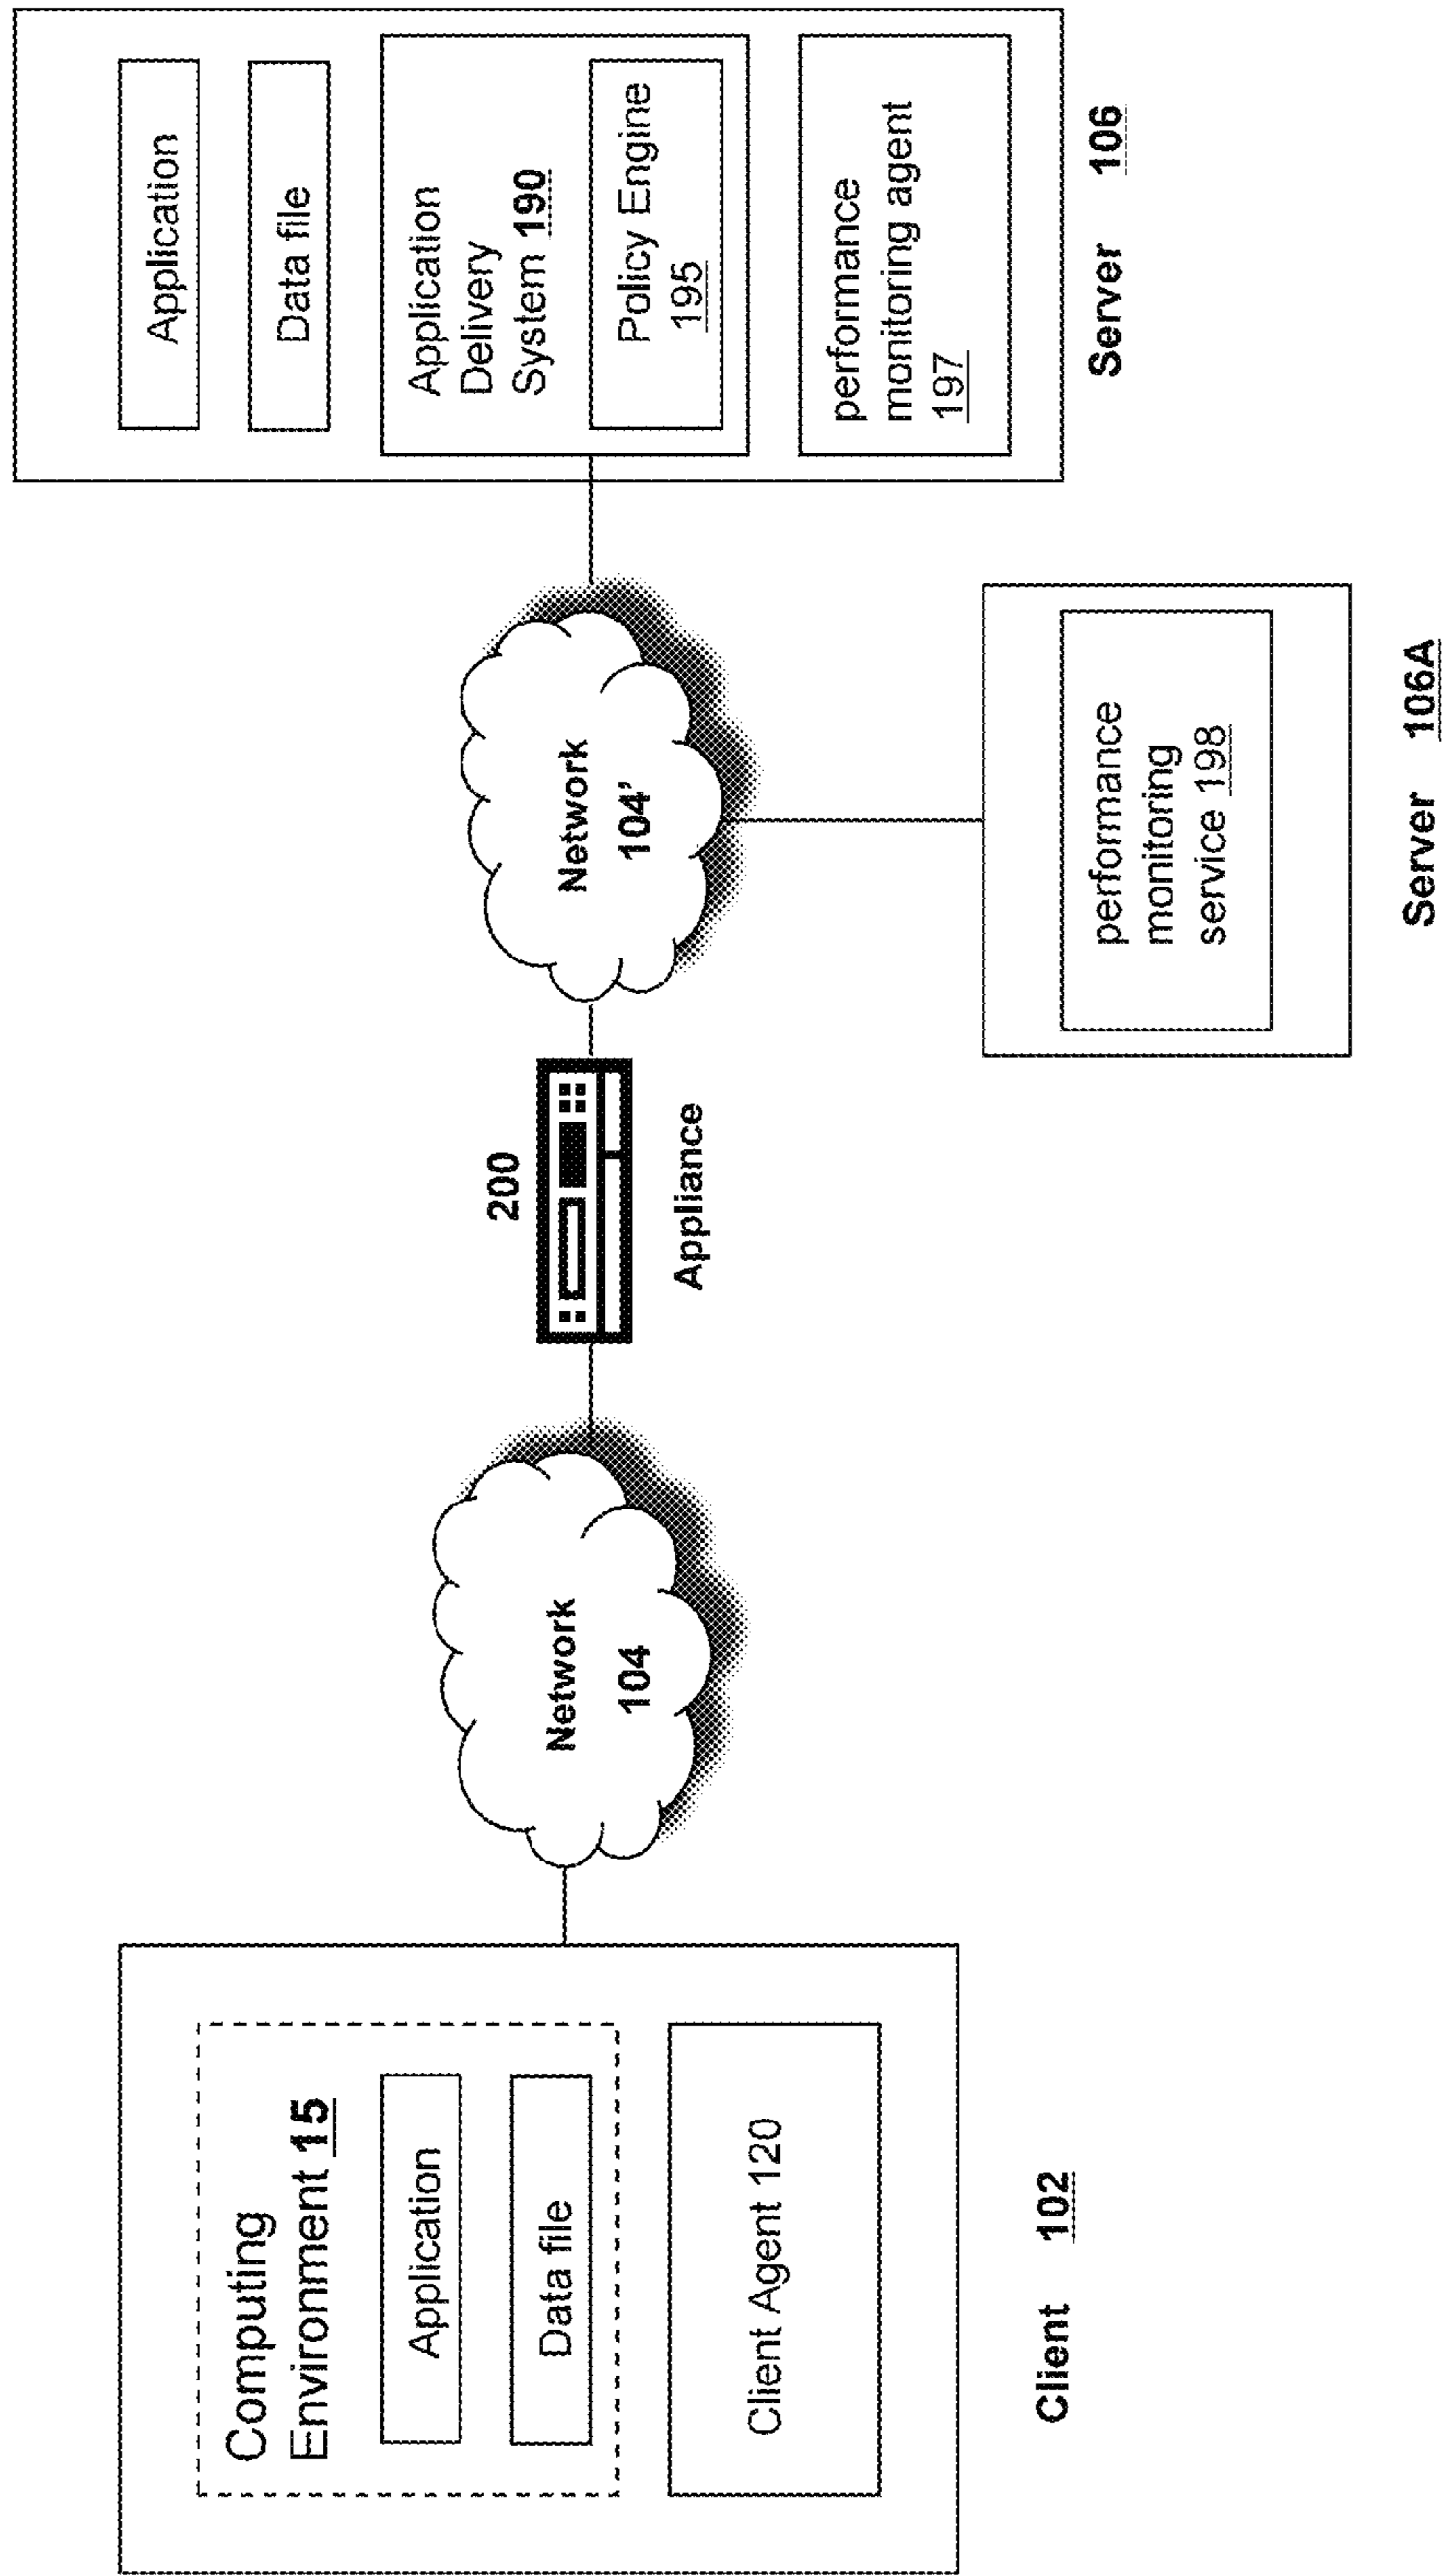 Computing
Environment 15
Application
Data file
Client Agent 120
Client 102
Network
104
200
Appliance
Network
104'
performance
monitoring
service 198
Server 106A
Application
Data file
Application
Delivery
System 190
Policy Engine
195
performance
monitoring agent
197
Server 106